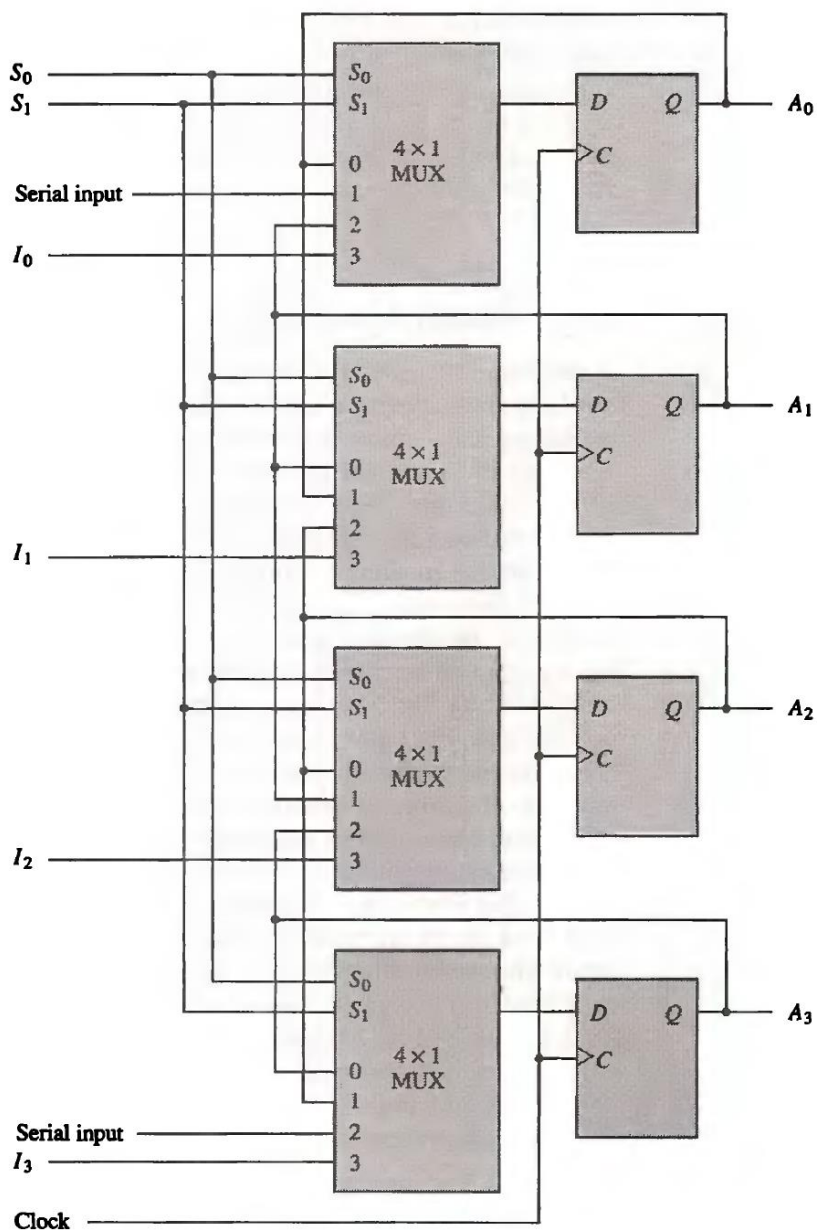 S₀ S₀ D Q A₀
S₁ S₁
4 × 1
MUX
C
0
Serial input 1
2
I₀ 3
S₀
S₁ D Q A₁
4 × 1
MUX
C
0
1
2
I₁ 3
S₀
S₁ D Q A₂
4 × 1
MUX
C
0
1
2
I₂ 3
S₀
S₁ D Q A₃
4 × 1
MUX
C
0
1
Serial input 2
I₃ 3
Clock